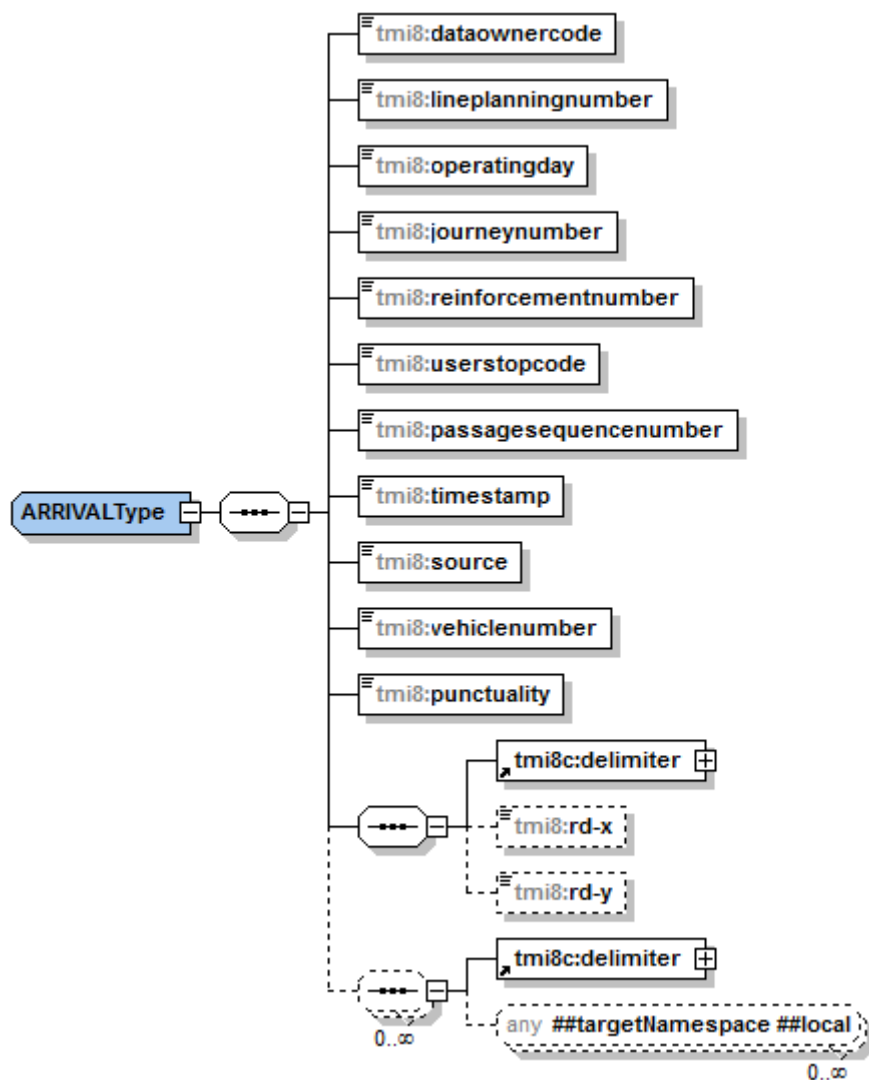 tmi8:dataownercode
tmi8:lineplanningnumber
tmi8:operatingday
tmi8:journeynumber
tmi8:reinforcementnumber
tmi8:userstopcode
tmi8:passagesequencenumber
ARRIVALType
tmi8:timestamp
tmi8:source
tmi8:vehiclenumber
tmi8:punctuality
tmi8c:delimiter
tmi8:rd-x
tmi8:rd-y
tmi8c:delimiter
any ##targetNamespace ##local
0..∞
0..∞